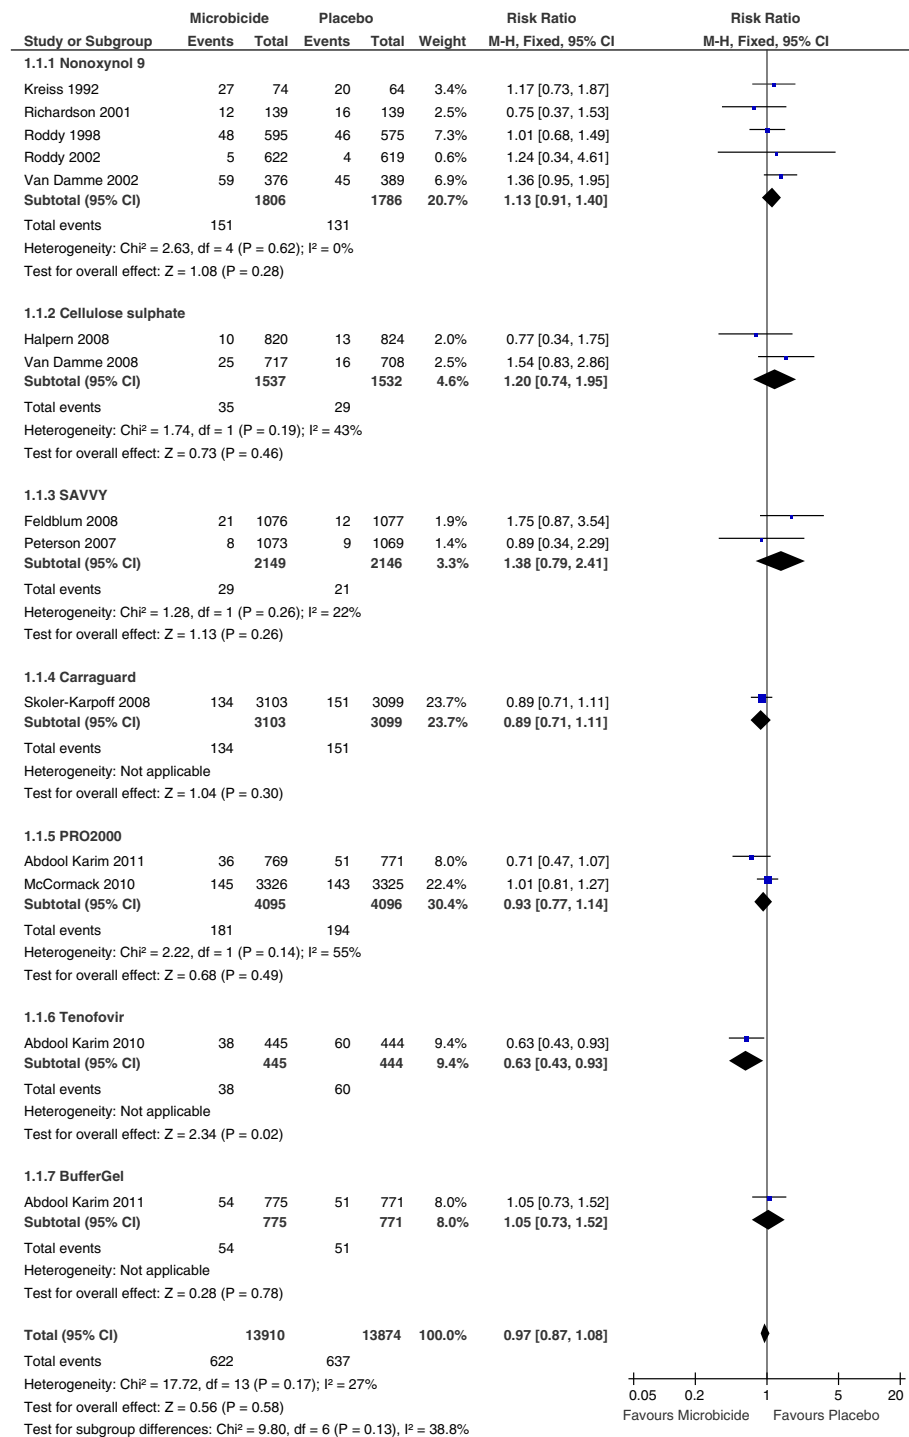 Microbicide Placebo Risk Ratio Risk Ratio
Study or Subgroup Events Total Events Total Weight M-H, Fixed, 95% CI M-H, Fixed, 95% CI
1.1.1 Nonoxynol 9
Kreiss 1992 27 74 20 64 3.4% 1.17 [0.73, 1.87]
Richardson 2001 12 139 16 139 2.5% 0.75 [0.37, 1.53]
Roddy 1998 48 595 46 575 7.3% 1.01 [0.68, 1.49]
Roddy 2002 5 622 4 619 0.6% 1.24 [0.34, 4.61]
Van Damme 2002 59 376 45 389 6.9% 1.36 [0.95, 1.95]
Subtotal (95% CI) 1806 1786 20.7% 1.13 [0.91, 1.40]
Total events 151 131
Heterogeneity: Chi² = 2.63, df = 4 (P = 0.62); I² = 0%
Test for overall effect: Z = 1.08 (P = 0.28)
1.1.2 Cellulose sulphate
Halpern 2008 10 820 13 824 2.0% 0.77 [0.34, 1.75]
Van Damme 2008 25 717 16 708 2.5% 1.54 [0.83, 2.86]
Subtotal (95% CI) 1537 1532 4.6% 1.20 [0.74, 1.95]
Total events 35 29
Heterogeneity: Chi² = 1.74, df = 1 (P = 0.19); I² = 43%
Test for overall effect: Z = 0.73 (P = 0.46)
1.1.3 SAVVY
Feldblum 2008 21 1076 12 1077 1.9% 1.75 [0.87, 3.54]
Peterson 2007 8 1073 9 1069 1.4% 0.89 [0.34, 2.29]
Subtotal (95% CI) 2149 2146 3.3% 1.38 [0.79, 2.41]
Total events 29 21
Heterogeneity: Chi² = 1.28, df = 1 (P = 0.26); I² = 22%
Test for overall effect: Z = 1.13 (P = 0.26)
1.1.4 Carraguard
Skoler-Karpoff 2008 134 3103 151 3099 23.7% 0.89 [0.71, 1.11]
Subtotal (95% CI) 3103 3099 23.7% 0.89 [0.71, 1.11]
Total events 134 151
Heterogeneity: Not applicable
Test for overall effect: Z = 1.04 (P = 0.30)
1.1.5 PRO2000
Abdool Karim 2011 36 769 51 771 8.0% 0.71 [0.47, 1.07]
McCormack 2010 145 3326 143 3325 22.4% 1.01 [0.81, 1.27]
Subtotal (95% CI) 4095 4096 30.4% 0.93 [0.77, 1.14]
Total events 181 194
Heterogeneity: Chi² = 2.22, df = 1 (P = 0.14); I² = 55%
Test for overall effect: Z = 0.68 (P = 0.49)
1.1.6 Tenofovir
Abdool Karim 2010 38 445 60 444 9.4% 0.63 [0.43, 0.93]
Subtotal (95% CI) 445 444 9.4% 0.63 [0.43, 0.93]
Total events 38 60
Heterogeneity: Not applicable
Test for overall effect: Z = 2.34 (P = 0.02)
1.1.7 BufferGel
Abdool Karim 2011 54 775 51 771 8.0% 1.05 [0.73, 1.52]
Subtotal (95% CI) 775 771 8.0% 1.05 [0.73, 1.52]
Total events 54 51
Heterogeneity: Not applicable
Test for overall effect: Z = 0.28 (P = 0.78)
Total (95% CI) 13910 13874 100.0% 0.97 [0.87, 1.08]
Total events 622 637
Heterogeneity: Chi² = 17.72, df = 13 (P = 0.17); I² = 27%
Test for overall effect: Z = 0.56 (P = 0.58)
Test for subgroup differences: Chi² = 9.80, df = 6 (P = 0.13), I² = 38.8%
0.05 0.2 1 5 20
Favours Microbicide Favours Placebo